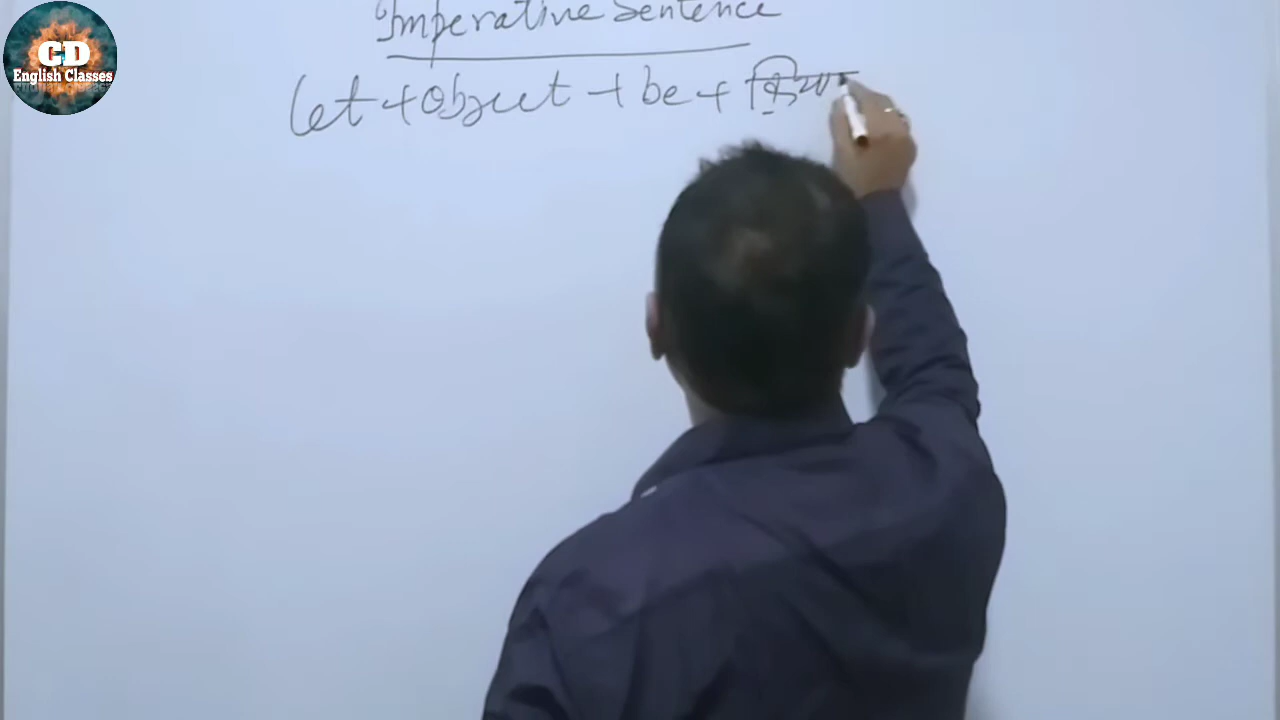 CD
English Classes
Imperative Sentence
Let + Object + be + क्रिया